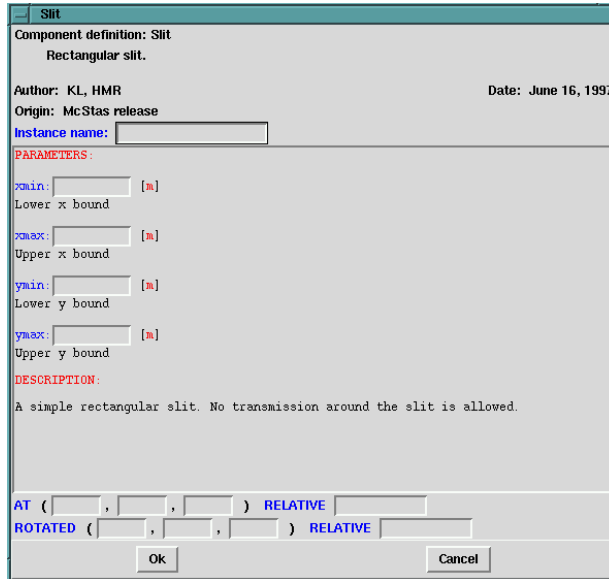 Slit
Component definition: Slit
Rectangular slit.
Author: KL, HMR Date: June 16, 1997
Origin: McStas release
Instance name:
PARAMETERS:
xmin: [m]
Lower x bound
xmax: [m]
Upper x bound
ymin: [m]
Lower y bound
ymax: [m]
Upper y bound
DESCRIPTION:
A simple rectangular slit. No transmission around the slit is allowed.
AT ( , , ) RELATIVE
ROTATED ( , , ) RELATIVE
Ok Cancel